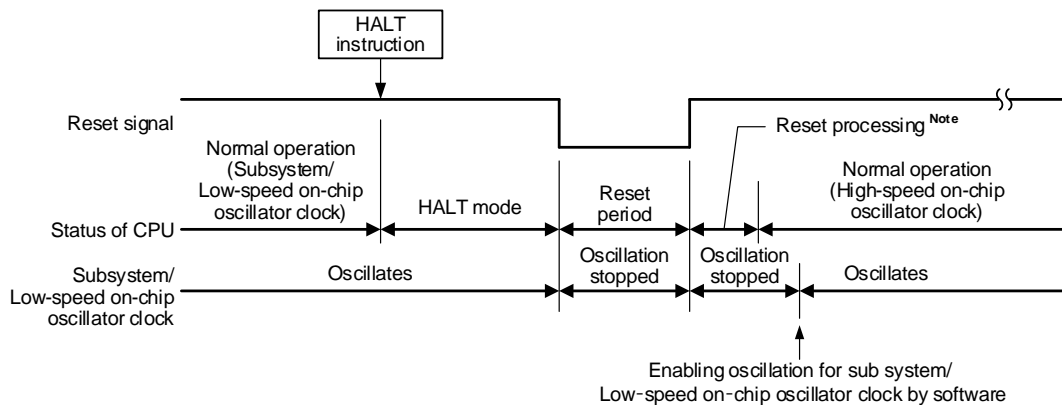 HALT
instruction
Reset signal
Reset processing Note
Normal operation
(Subsystem/
Low-speed on-chip
oscillator clock)
HALT mode
Reset
period
Normal operation
(High-speed on-chip
oscillator clock)
Status of CPU
Subsystem/
Low-speed on-chip
oscillator clock
Oscillates
Oscillation
stopped
Oscillation
stopped
Oscillates
Enabling oscillation for sub system/
Low-speed on-chip oscillator clock by software